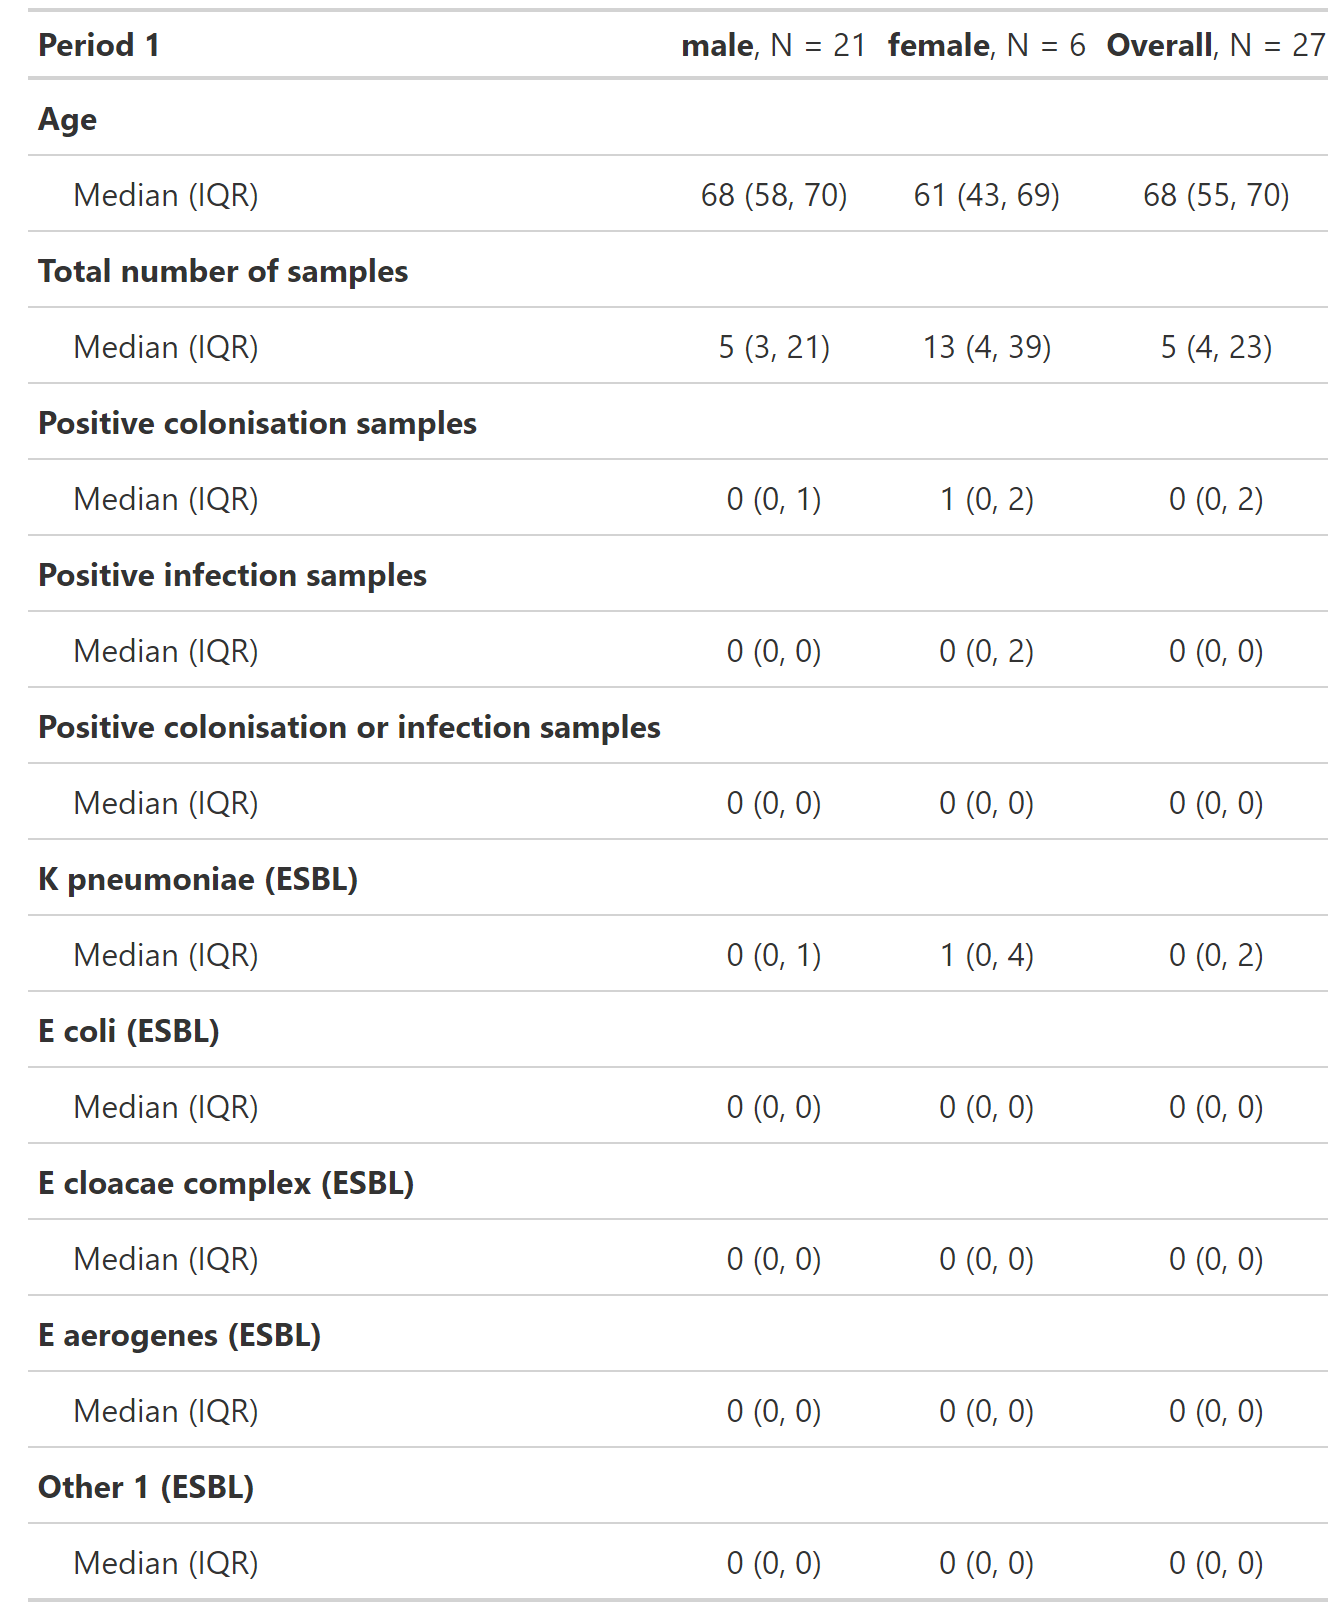 Period 1 male, N = 21 female, N = 6 Overall, N = 27
Age
Median (IQR) 68 (58, 70) 61 (43, 69) 68 (55, 70)
Total number of samples
Median (IQR) 5 (3, 21) 13 (4, 39) 5 (4, 23)
Positive colonisation samples
Median (IQR) 0 (0, 1) 1 (0, 2) 0 (0, 2)
Positive infection samples
Median (IQR) 0 (0, 0) 0 (0, 2) 0 (0, 0)
Positive colonisation or infection samples
Median (IQR) 0 (0, 0) 0 (0, 0) 0 (0, 0)
K pneumoniae (ESBL)
Median (IQR) 0 (0, 1) 1 (0, 4) 0 (0, 2)
E coli (ESBL)
Median (IQR) 0 (0, 0) 0 (0, 0) 0 (0, 0)
E cloacae complex (ESBL)
Median (IQR) 0 (0, 0) 0 (0, 0) 0 (0, 0)
E aerogenes (ESBL)
Median (IQR) 0 (0, 0) 0 (0, 0) 0 (0, 0)
Other 1 (ESBL)
Median (IQR) 0 (0, 0) 0 (0, 0) 0 (0, 0)